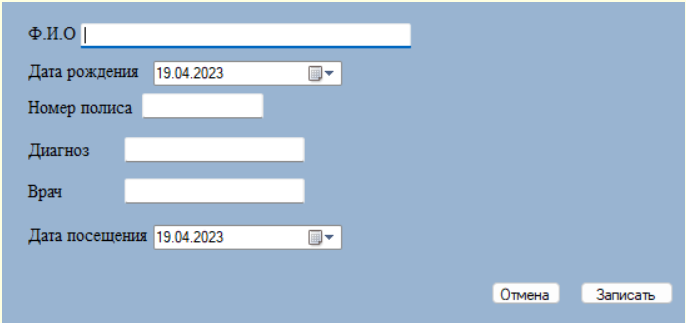 Ф.И.О
Дата рождения 19.04.2023
Номер полиса
Диагноз
Врач
Дата посещения 19.04.2023
Отмена Записать